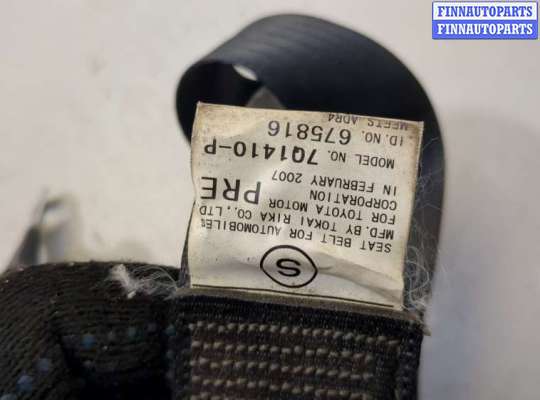 FINNAUTOPARTS
FINNAUTOPARTS
S
SEAT BELT FOR AUTOMOBILES
MFD. BY TOKAI RIKA CO., LTD
FOR TOYOTA MOTOR PRE
CORPORATION
IN FEBRUARY 2007
MODEL NO. 7Q1410-P
ID. NO. 675816
MEETS ADR4